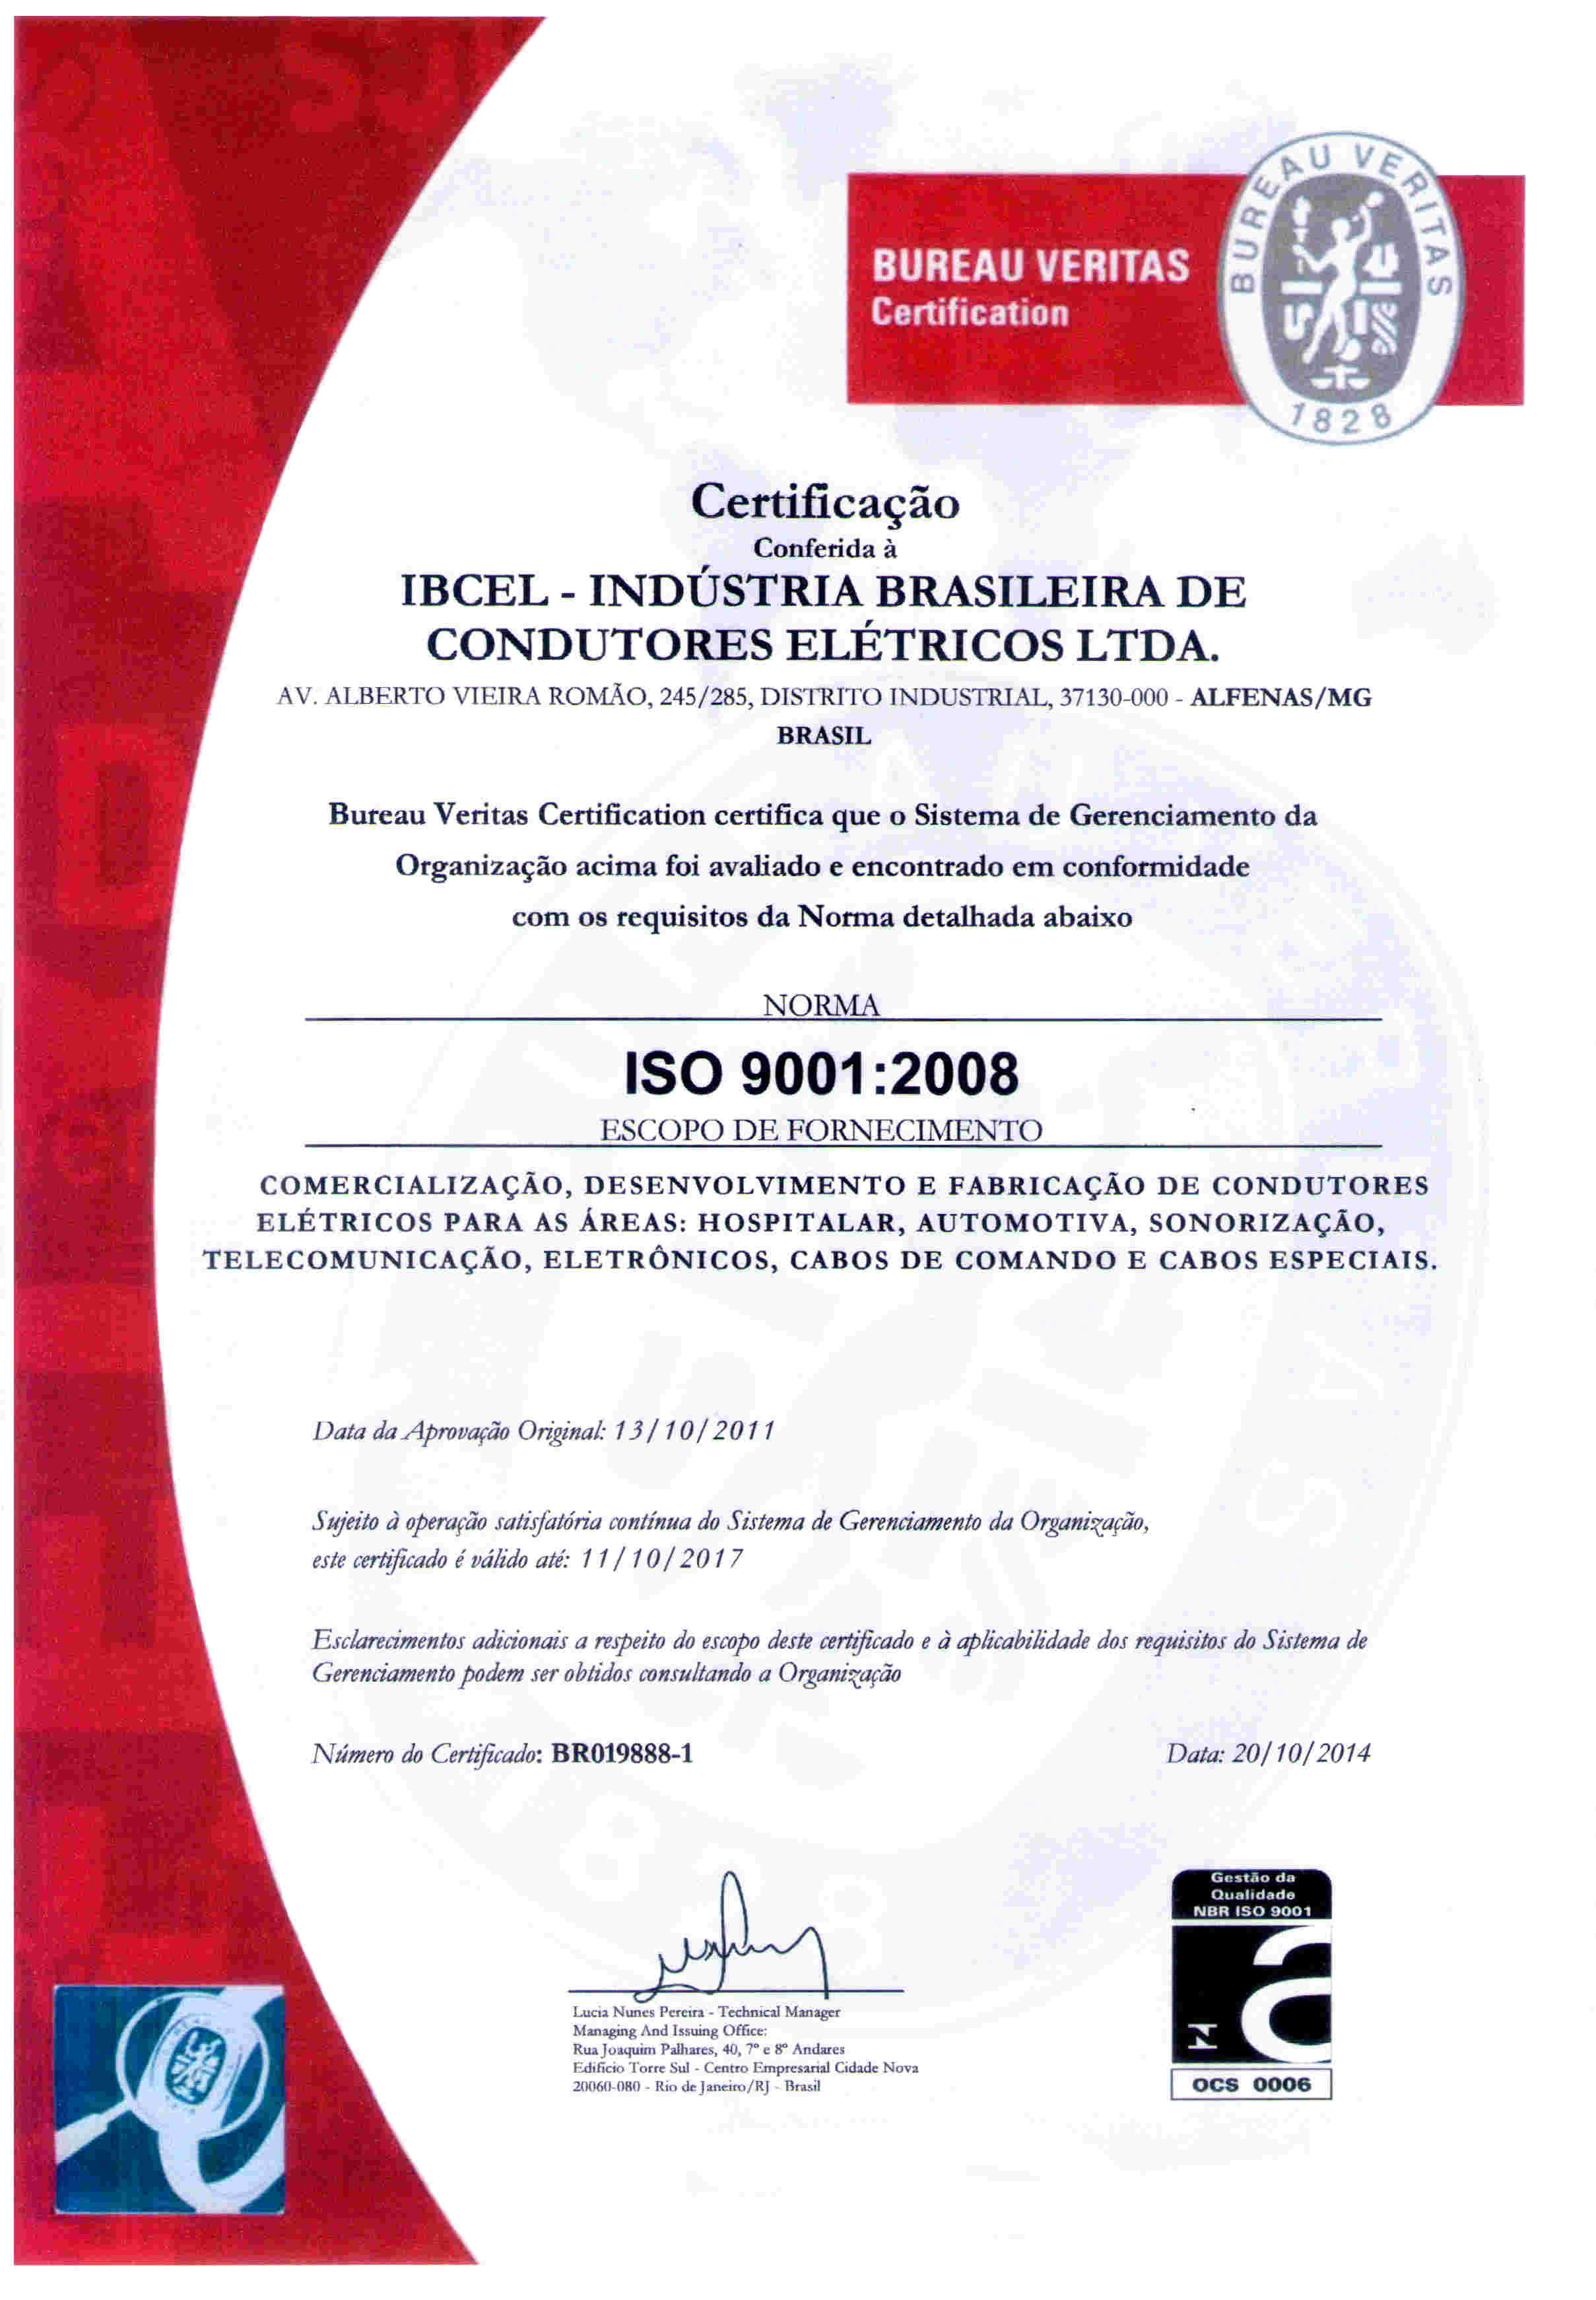 BUREAU VERITAS
Certification
BUREAU VERITAS
1828
Certificação
Conferida à
IBCEL - INDÚSTRIA BRASILEIRA DE
CONDUTORES ELÉTRICOS LTDA.
AV. ALBERTO VIEIRA ROMÃO, 245/285, DISTRITO INDUSTRIAL, 37130-000 - ALFENAS/MG
BRASIL
Bureau Veritas Certification certifica que o Sistema de Gerenciamento da
Organização acima foi avaliado e encontrado em conformidade
com os requisitos da Norma detalhada abaixo
NORMA
ISO 9001:2008
ESCOPO DE FORNECIMENTO
COMERCIALIZAÇÃO, DESENVOLVIMENTO E FABRICAÇÃO DE CONDUTORES
ELÉTRICOS PARA AS ÁREAS: HOSPITALAR, AUTOMOTIVA, SONORIZAÇÃO,
TELECOMUNICAÇÃO, ELETRÔNICOS, CABOS DE COMANDO E CABOS ESPECIAIS.
Data da Aprovação Original: 13/10/2011
Sujeito à operação satisfatória contínua do Sistema de Gerenciamento da Organização,
este certificado é válido até: 11/10/2017
Esclarecimentos adicionais a respeito do escopo deste certificado e à aplicabilidade dos requisitos do Sistema de
Gerenciamento podem ser obtidos consultando a Organização
Número do Certificado: BR019888-1 Data: 20/10/2014
Gestão da
Qualidade
NBR ISO 9001
OCS 0006
Lucia Nunes Pereira - Technical Manager
Managing And Issuing Office:
Rua Joaquim Palhares, 40, 7º e 8º Andares
Edifício Torre Sul - Centro Empresarial Cidade Nova
20060-080 - Rio de Janeiro/RJ - Brasil